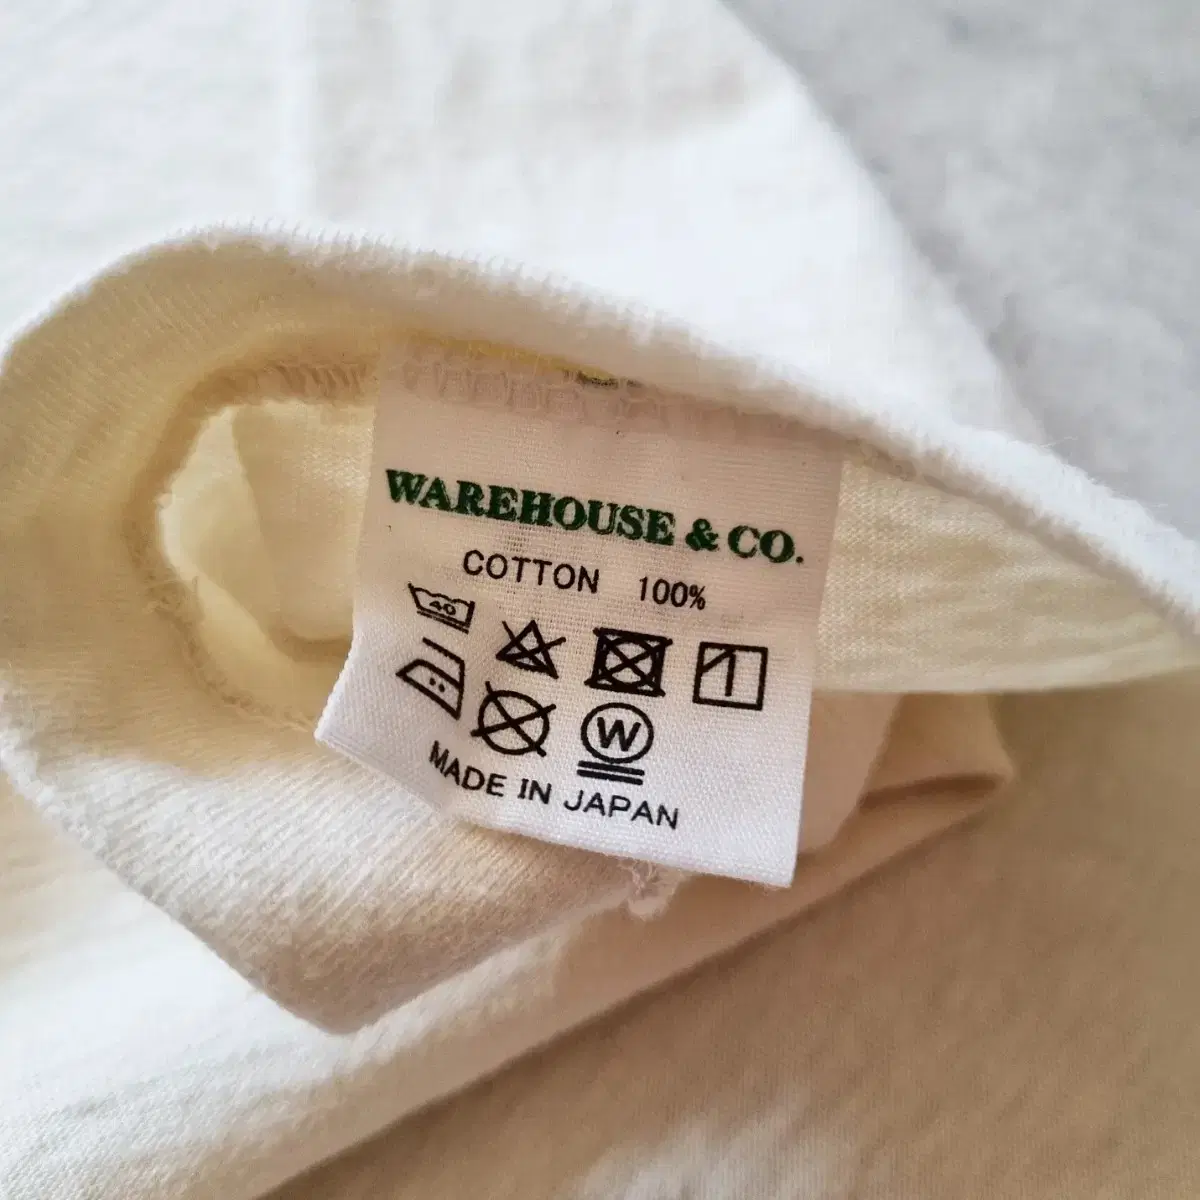 WAREHOUSE & CO.
COTTON 100%
40
W
MADE IN JAPAN